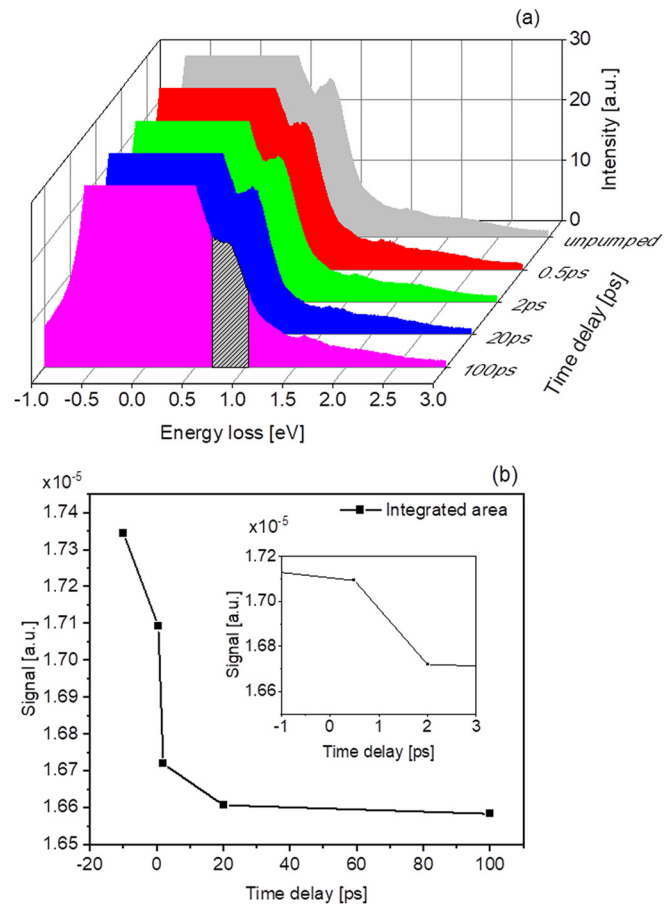 (a)
30
20
10
0
Intensity [a.u.]
unpumped
0.5ps
2ps
20ps
100ps
Time delay [ps]
-1.0 -0.5 0.0 0.5 1.0 1.5 2.0 2.5 3.0
Energy loss [eV]
(b)
x10⁻⁵
1.74
1.73
1.71
1.70
1.68
1.67
1.66
1.65
Signal [a.u.]
Integrated area
x10⁻⁵
1.72
1.70
1.68
1.66
Signal [a.u.]
-1 0 1 2 3
Time delay [ps]
-20 0 20 40 60 80 100
Time delay [ps]